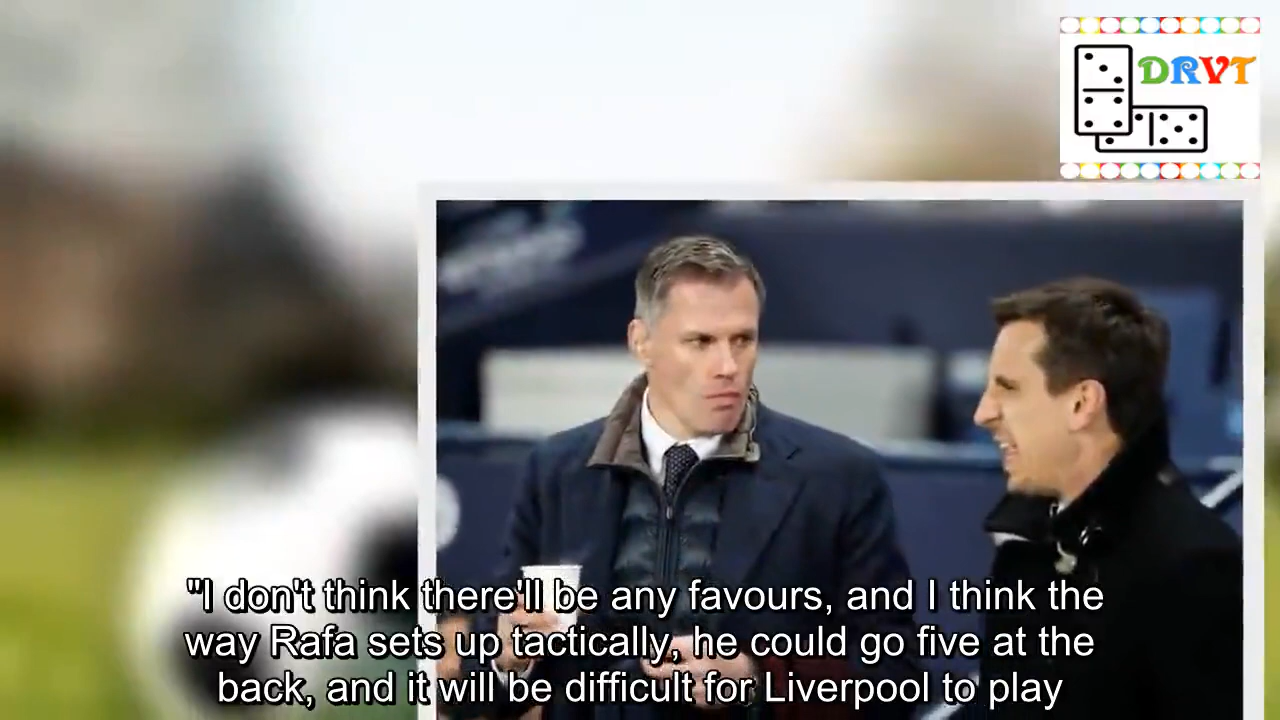 DRVT
"I don't think there'll be any favours, and I think the
way Rafa sets up tactically, he could go five at the
back, and it will be difficult for Liverpool to play